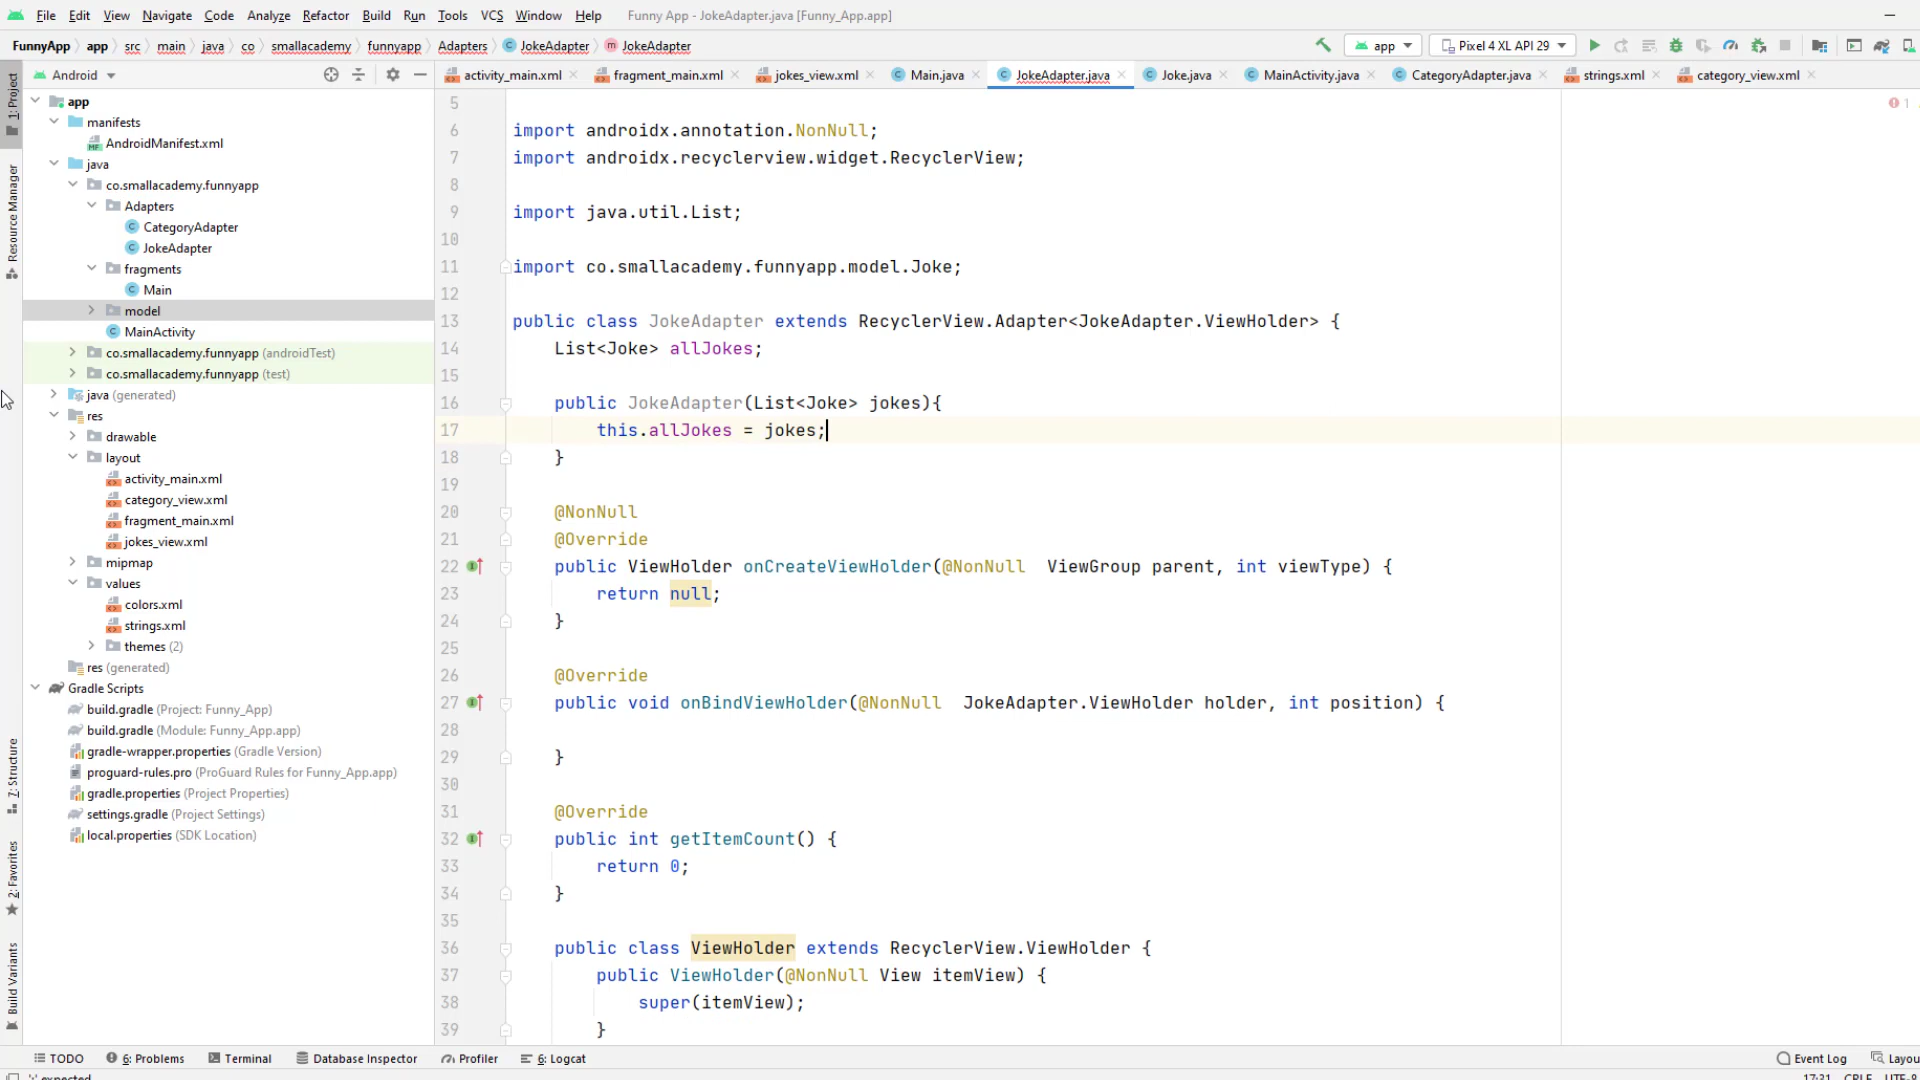 File Edit View Navigate Code Analyze Refactor Build Run Tools VCS Window Help Funny App - JokeAdapter.java [Funny_App.app]
FunnyApp app src main java co smallacademy funnyapp Adapters JokeAdapter JokeAdapter app Pixel 4 XL API 29
Android activity_main.xml fragment_main.xml jokes_view.xml Main.java JokeAdapter.java Joke.java MainActivity.java CategoryAdapter.java strings.xml category_view.xml
1: Project
Resource Manager
7: Structure
2: Favorites
Build Variants
app
manifests
AndroidManifest.xml
java
co.smallacademy.funnyapp
Adapters
CategoryAdapter
JokeAdapter
fragments
Main
model
MainActivity
co.smallacademy.funnyapp (androidTest)
co.smallacademy.funnyapp (test)
java (generated)
res
drawable
layout
activity_main.xml
category_view.xml
fragment_main.xml
jokes_view.xml
mipmap
values
colors.xml
strings.xml
themes (2)
res (generated)
Gradle Scripts
build.gradle (Project: Funny_App)
build.gradle (Module: Funny_App.app)
gradle-wrapper.properties (Gradle Version)
proguard-rules.pro (ProGuard Rules for Funny_App.app)
gradle.properties (Project Properties)
settings.gradle (Project Settings)
local.properties (SDK Location)
1
5
6 import androidx.annotation.NonNull;
7 import androidx.recyclerview.widget.RecyclerView;
8
9 import java.util.List;
10
11 import co.smallacademy.funnyapp.model.Joke;
12
13 public class JokeAdapter extends RecyclerView.Adapter<JokeAdapter.ViewHolder> {
14 List<Joke> allJokes;
15
16 public JokeAdapter(List<Joke> jokes){
17 this.allJokes = jokes;
18 }
19
20 @NonNull
21 @Override
22 public ViewHolder onCreateViewHolder(@NonNull ViewGroup parent, int viewType) {
23 return null;
24 }
25
26 @Override
27 public void onBindViewHolder(@NonNull JokeAdapter.ViewHolder holder, int position) {
28
29 }
30
31 @Override
32 public int getItemCount() {
33 return 0;
34 }
35
36 public class ViewHolder extends RecyclerView.ViewHolder {
37 public ViewHolder(@NonNull View itemView) {
38 super(itemView);
39 }
TODO 6: Problems Terminal Database Inspector Profiler 6: Logcat Event Log Layou
expected 17:31 CRLF UTF-8